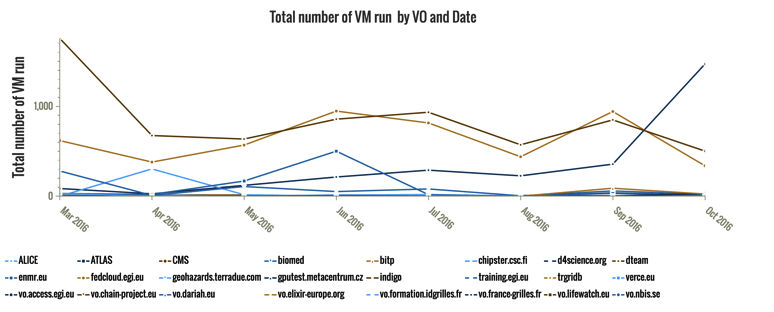 Total number of VM run by VO and Date
Total number of VM run
1,000
0
Mar 2016 Apr 2016 May 2016 Jun 2016 Jul 2016 Aug 2016 Sep 2016 Oct 2016
ALICE ATLAS CMS biomed bitp chipster.csc.fi d4science.org dteam
enmr.eu fedcloud.egi.eu geohazards.terradue.com gputest.metacentrum.cz indigo training.egi.eu trgridb verce.eu
vo.access.egi.eu vo.chain-project.eu vo.dariah.eu vo.elixir-europe.org vo.formation.idgrilles.fr vo.france-grilles.fr vo.lifewatch.eu vo.nbis.se